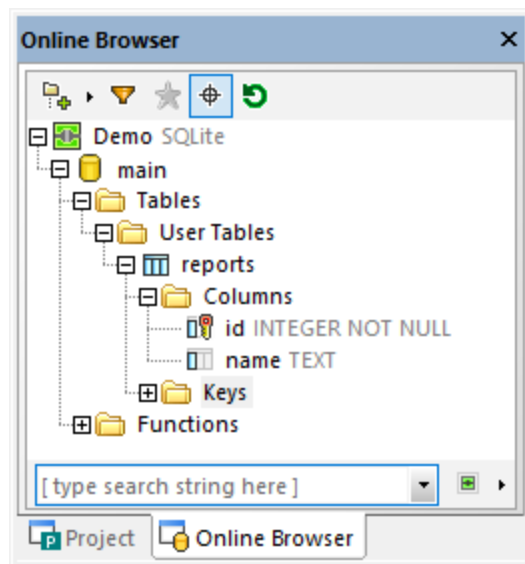 Online Browser
Demo SQLite
main
Tables
User Tables
reports
Columns
id INTEGER NOT NULL
name TEXT
Keys
Functions
[ type search string here ]
Project Online Browser